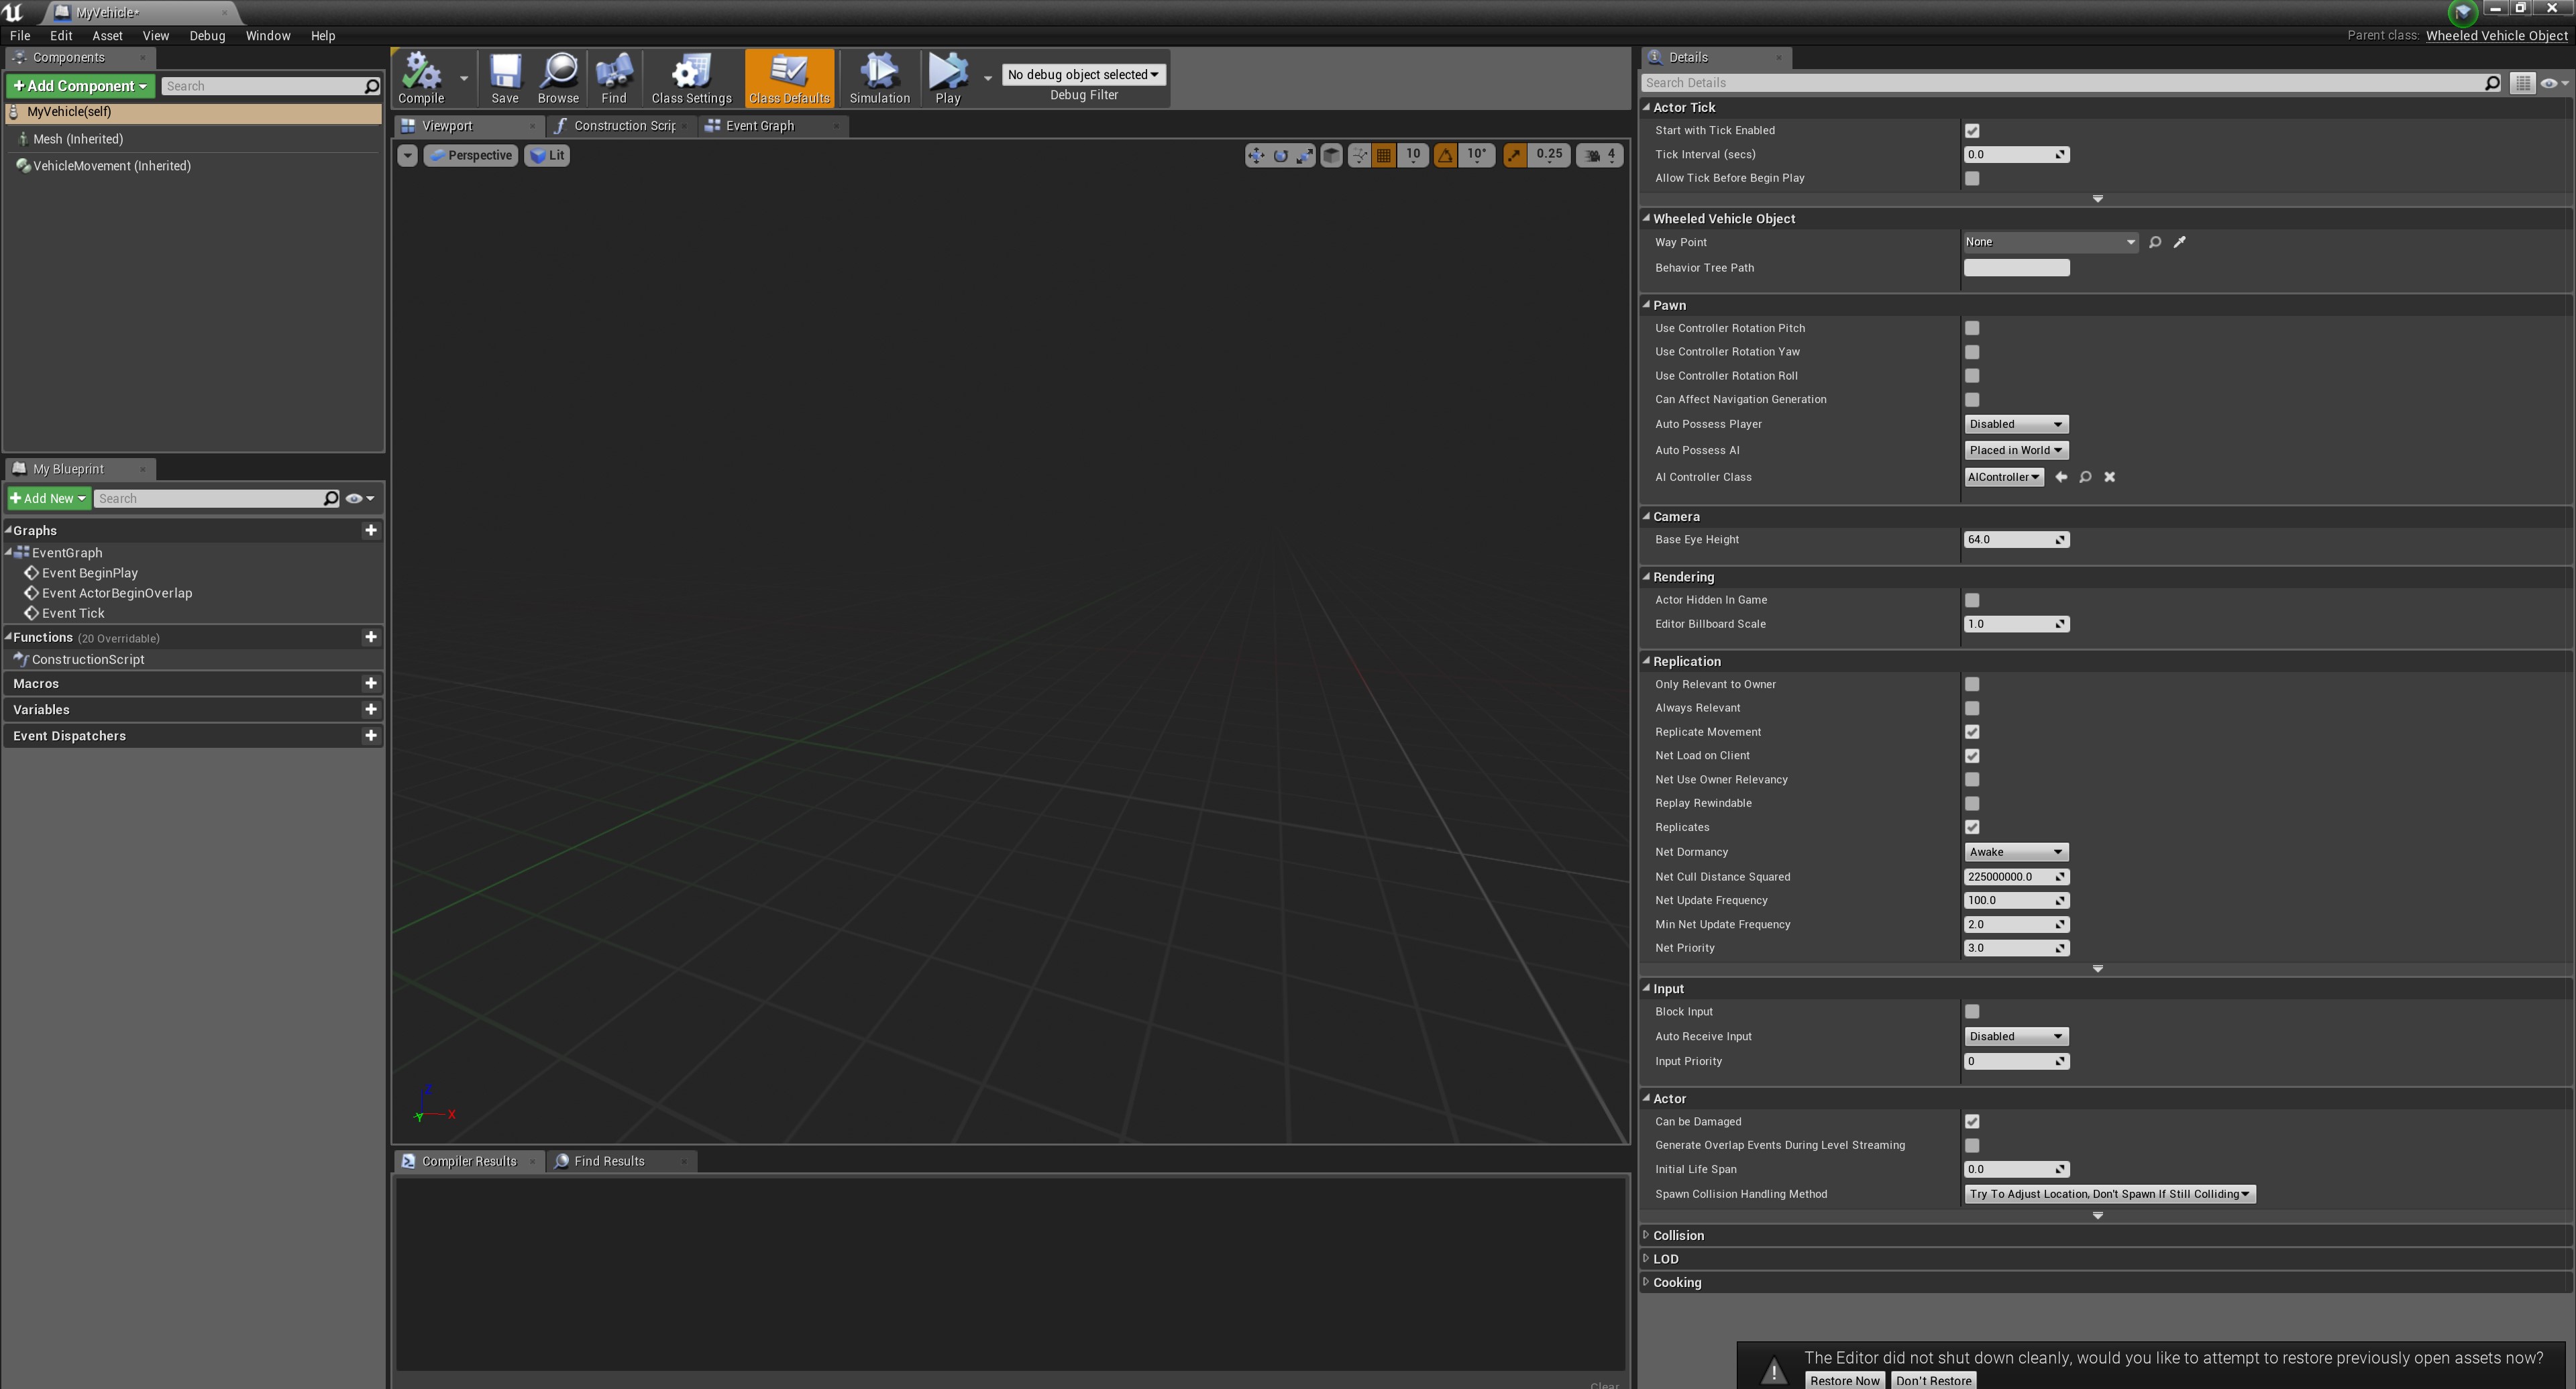 MyVehicle*
File Edit Asset View Debug Window Help
Parent class: Wheeled Vehicle Object
Components
+Add Component
Search
MyVehicle(self)
Mesh (Inherited)
VehicleMovement (Inherited)
My Blueprint
+Add New
Search
Graphs
EventGraph
Event BeginPlay
Event ActorBeginOverlap
Event Tick
Functions (20 Overridable)
ConstructionScript
Macros
Variables
Event Dispatchers
Compile
Save
Browse
Find
Class Settings
Class Defaults
Simulation
Play
No debug object selected
Debug Filter
Viewport
Construction Scrip
Event Graph
Perspective
Lit
10
10°
0.25
4
Z
Y
X
Compiler Results
Find Results
Clear
Details
Search Details
Actor Tick
Start with Tick Enabled
Tick Interval (secs) 0.0
Allow Tick Before Begin Play
Wheeled Vehicle Object
Way Point None
Behavior Tree Path
Pawn
Use Controller Rotation Pitch
Use Controller Rotation Yaw
Use Controller Rotation Roll
Can Affect Navigation Generation
Auto Possess Player Disabled
Auto Possess AI Placed in World
AI Controller Class AIController
Camera
Base Eye Height 64.0
Rendering
Actor Hidden In Game
Editor Billboard Scale 1.0
Replication
Only Relevant to Owner
Always Relevant
Replicate Movement
Net Load on Client
Net Use Owner Relevancy
Replay Rewindable
Replicates
Net Dormancy Awake
Net Cull Distance Squared 225000000.0
Net Update Frequency 100.0
Min Net Update Frequency 2.0
Net Priority 3.0
Input
Block Input
Auto Receive Input Disabled
Input Priority 0
Actor
Can be Damaged
Generate Overlap Events During Level Streaming
Initial Life Span 0.0
Spawn Collision Handling Method Try To Adjust Location, Don't Spawn If Still Colliding
Collision
LOD
Cooking
The Editor did not shut down cleanly, would you like to attempt to restore previously open assets now?
Restore Now Don't Restore